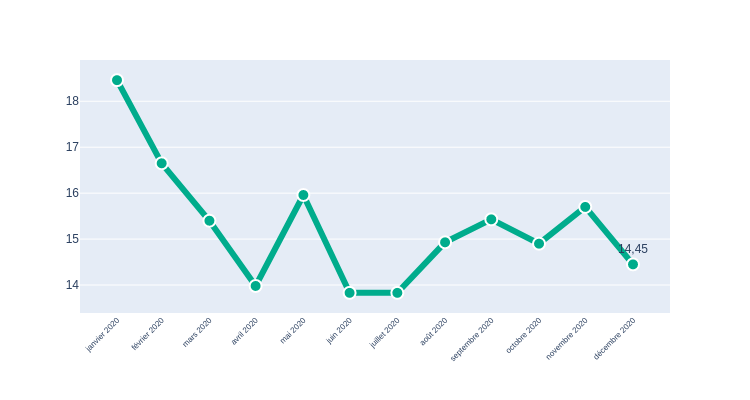 18
17
16
15
14
14,45
janvier 2020
février 2020
mars 2020
avril 2020
mai 2020
juin 2020
juillet 2020
août 2020
septembre 2020
octobre 2020
novembre 2020
décembre 2020